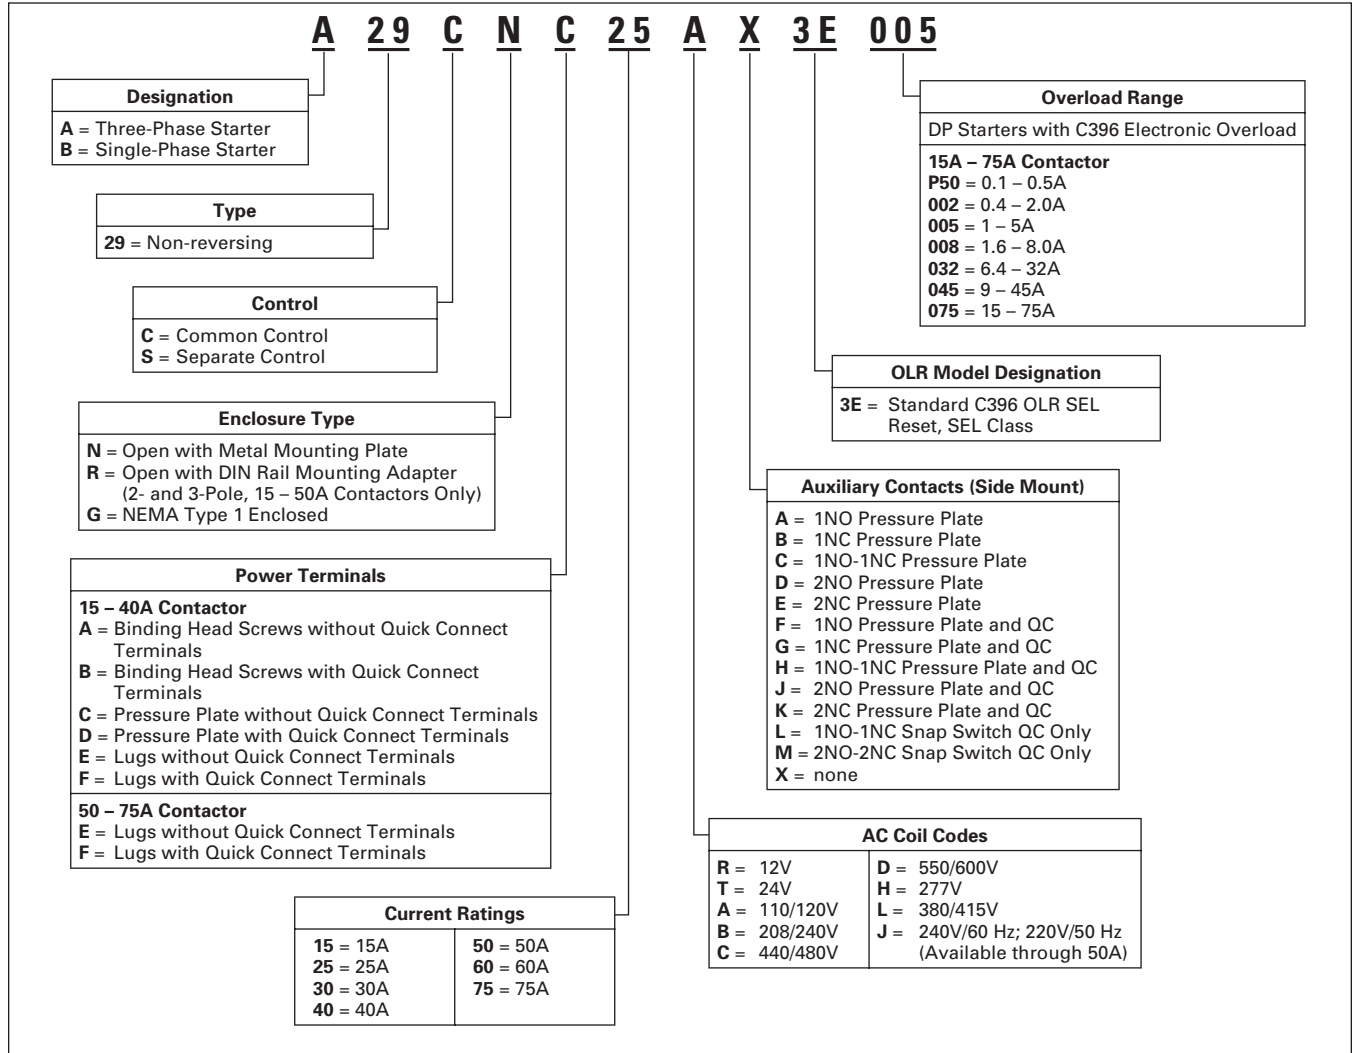 A 29 C N C 25 A X 3E 005
Designation
A = Three-Phase Starter
B = Single-Phase Starter
Type
29 = Non-reversing
Control
C = Common Control
S = Separate Control
Enclosure Type
N = Open with Metal Mounting Plate
R = Open with DIN Rail Mounting Adapter
(2- and 3-Pole, 15 – 50A Contactors Only)
G = NEMA Type 1 Enclosed
Power Terminals
15 – 40A Contactor
A = Binding Head Screws without Quick Connect
Terminals
B = Binding Head Screws with Quick Connect
Terminals
C = Pressure Plate without Quick Connect Terminals
D = Pressure Plate with Quick Connect Terminals
E = Lugs without Quick Connect Terminals
F = Lugs with Quick Connect Terminals
50 – 75A Contactor
E = Lugs without Quick Connect Terminals
F = Lugs with Quick Connect Terminals
Current Ratings
15 = 15A
25 = 25A
30 = 30A
40 = 40A
50 = 50A
60 = 60A
75 = 75A
Overload Range
DP Starters with C396 Electronic Overload
15A – 75A Contactor
P50 = 0.1 – 0.5A
002 = 0.4 – 2.0A
005 = 1 – 5A
008 = 1.6 – 8.0A
032 = 6.4 – 32A
045 = 9 – 45A
075 = 15 – 75A
OLR Model Designation
3E = Standard C396 OLR SEL
Reset, SEL Class
Auxiliary Contacts (Side Mount)
A = 1NO Pressure Plate
B = 1NC Pressure Plate
C = 1NO-1NC Pressure Plate
D = 2NO Pressure Plate
E = 2NC Pressure Plate
F = 1NO Pressure Plate and QC
G = 1NC Pressure Plate and QC
H = 1NO-1NC Pressure Plate and QC
J = 2NO Pressure Plate and QC
K = 2NC Pressure Plate and QC
L = 1NO-1NC Snap Switch QC Only
M = 2NO-2NC Snap Switch QC Only
X = none
AC Coil Codes
R = 12V
T = 24V
A = 110/120V
B = 208/240V
C = 440/480V
D = 550/600V
H = 277V
L = 380/415V
J = 240V/60 Hz; 220V/50 Hz
(Available through 50A)